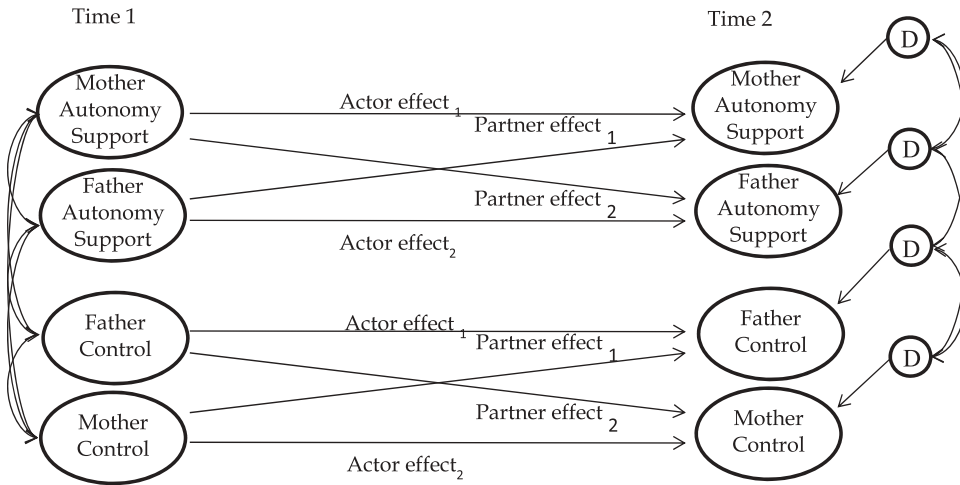 Time 1
Time 2
D
Mother
Autonomy
Support
Actor effect 1
Partner effect 1
Mother
Autonomy
Support
D
Father
Autonomy
Support
Partner effect 2
Actor effect2
Father
Autonomy
Support
D
Father
Control
Actor effect 1
Partner effect 1
Father
Control
D
Mother
Control
Partner effect 2
Actor effect2
Mother
Control